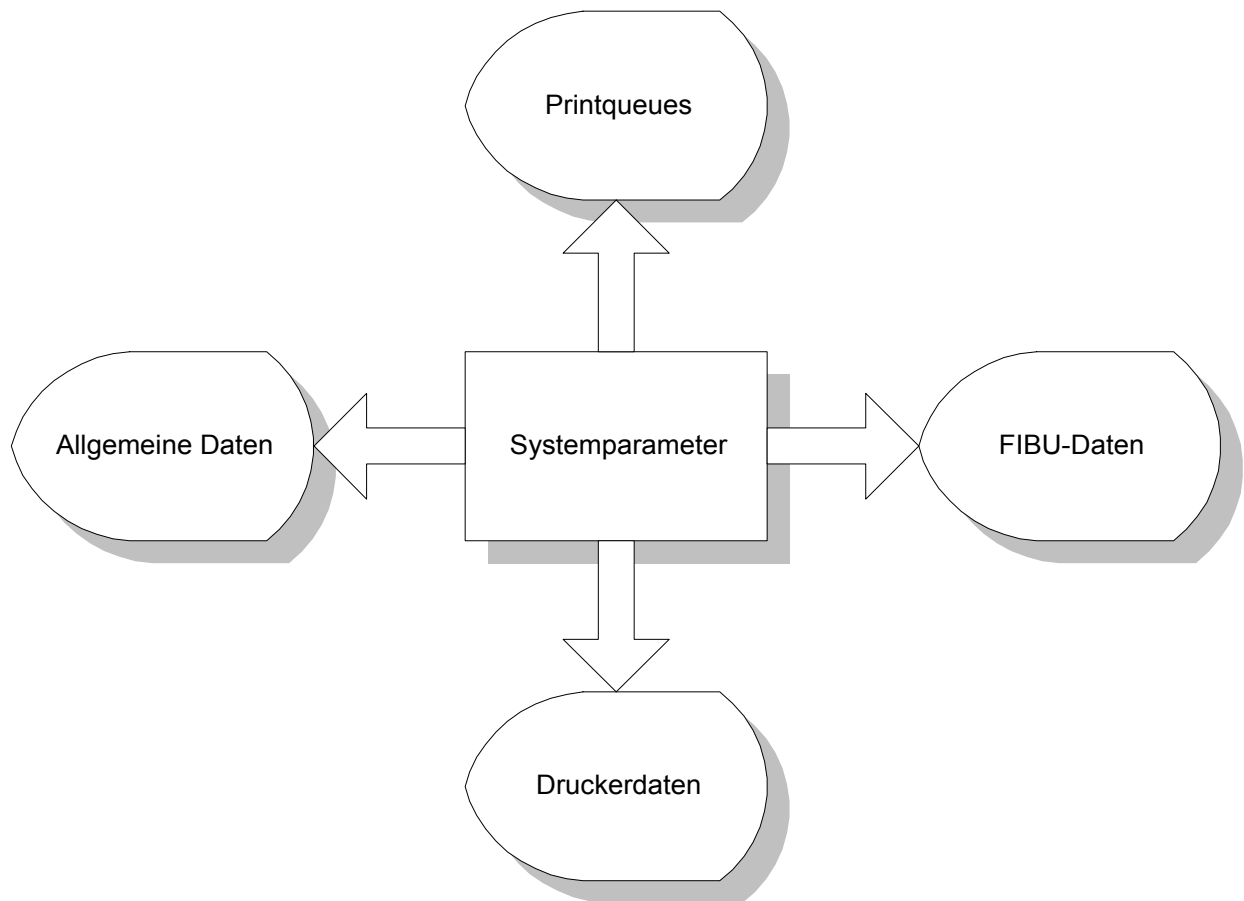 Printqueues
Allgemeine Daten
Systemparameter
FIBU-Daten
Druckerdaten